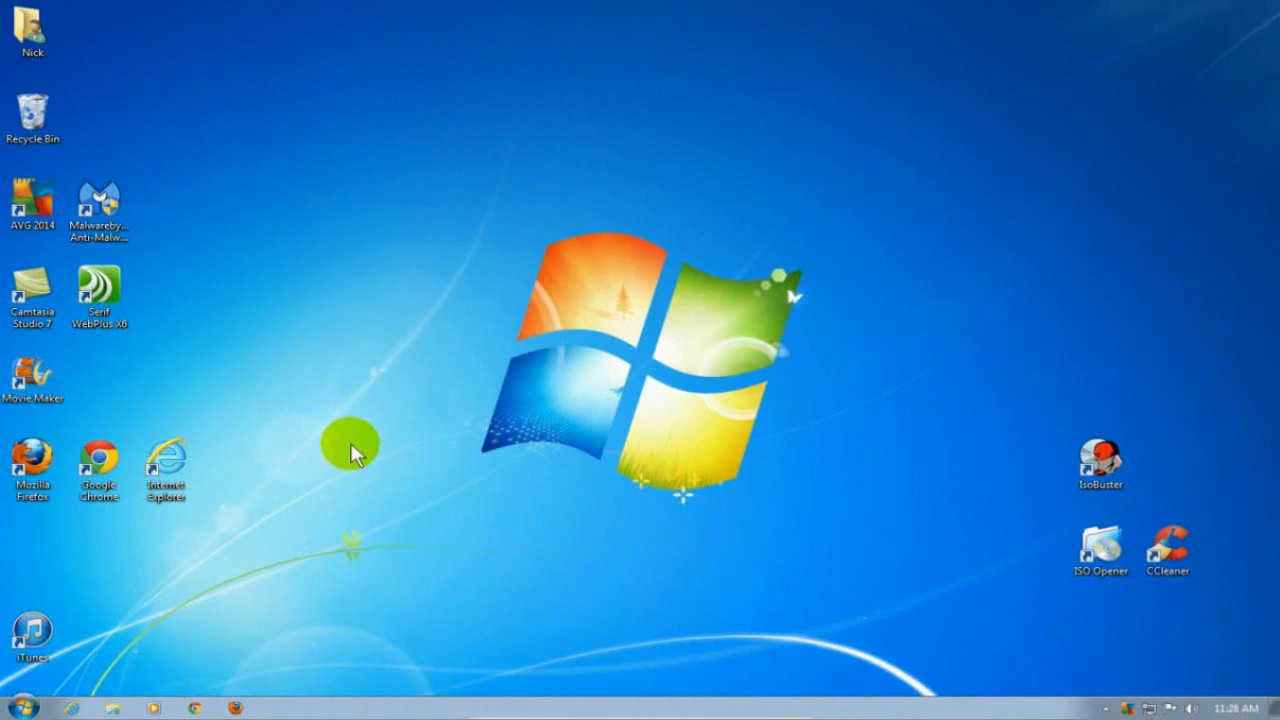 Nick
Recycle Bin
AVG 2014
Malwareby...
Anti-Malw...
Camtasia
Studio 7
Serif
WebPlus X6
Movie Maker
Mozilla
Firefox
Google
Chrome
Internet
Explorer
IsoBuster
ISO Opener
CCleaner
iTunes
11:28 AM